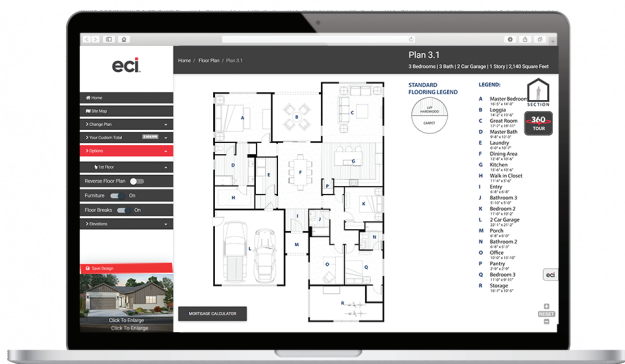 eci
Home / Floor Plan / Plan 3.1
Plan 3.1
3 Bedrooms | 3 Bath | 2 Car Garage | 1 Story | 2,140 Square Feet
Home
Site Map
Change Plan
Your Custom Total
Options
1st Floor
Reverse Floor Plan
Furniture On
Floor Breaks On
Elevations
Save Design
Click To Enlarge
Click To Enlarge
MORTGAGE CALCULATOR
A
B
C
D
E
F
G
P
H
K
I
J
L
M
N
O
Q
R
STANDARD
FLOORING LEGEND
LVP
HARDWOOD
CARPET
LEGEND:
A Master Bedroom
B Loggia
C Great Room
D Master Bath
E Laundry
F Dining Area
G Kitchen
H Walk in Closet
I Entry
J Bathroom 3
K Bedroom 2
L 2 Car Garage
M Porch
N Bathroom 2
O Office
P Pantry
Q Bedroom 3
R Storage
SECTION
360
TOUR
eci
RESET